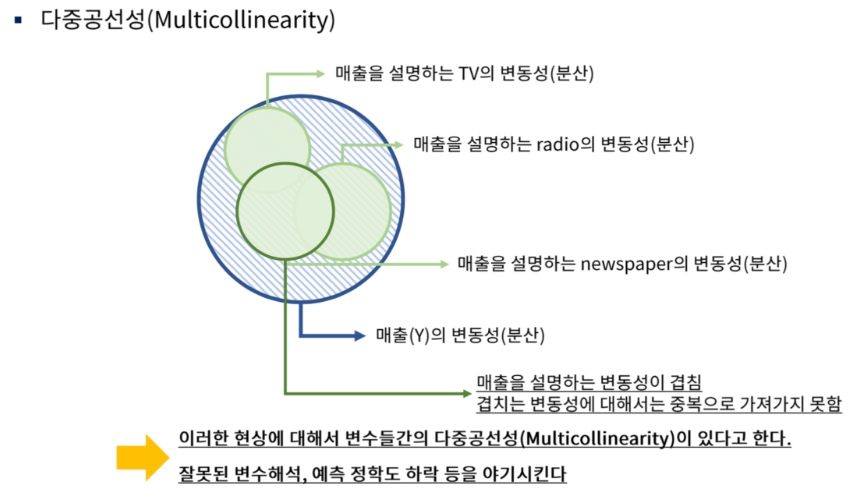 다중공선성(Multicollinearity)
매출을 설명하는 TV의 변동성(분산)
매출을 설명하는 radio의 변동성(분산)
매출을 설명하는 newspaper의 변동성(분산)
매출(Y)의 변동성(분산)
매출을 설명하는 변동성이 겹침
겹치는 변동성에 대해서는 중복으로 가져가지 못함
이러한 현상에 대해서 변수들간의 다중공선성(Multicollinearity)이 있다고 한다.
잘못된 변수해석, 예측 정학도 하락 등을 야기시킨다